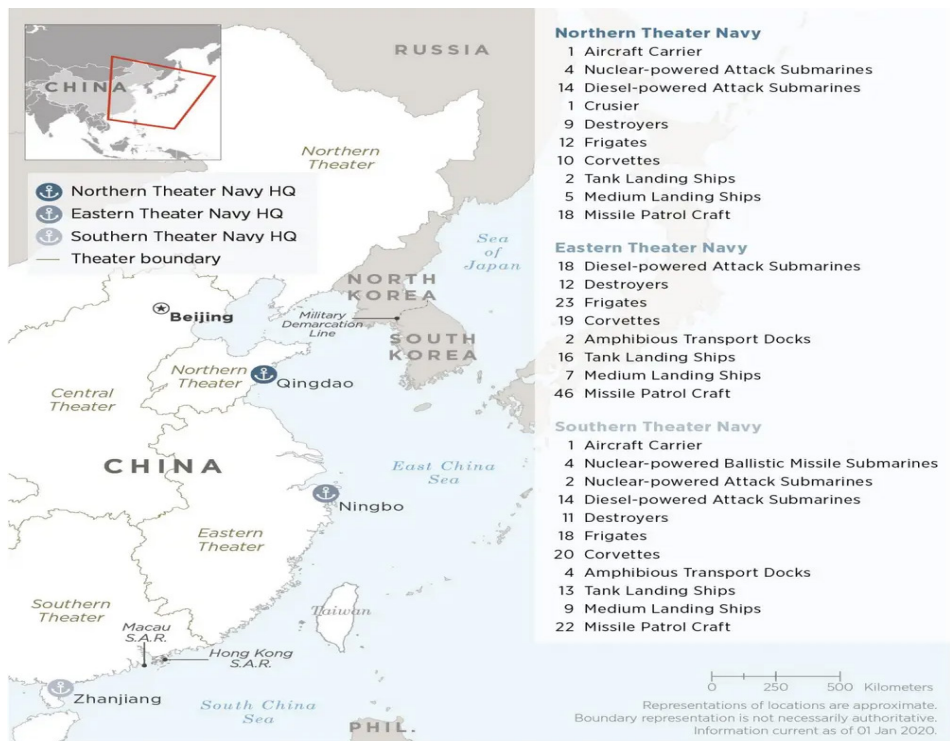 RUSSIA
CHINA
Northern
Theater
Northern Theater Navy HQ
Eastern Theater Navy HQ
Southern Theater Navy HQ
Theater boundary
Sea
of
Japan
NORTH
KOREA
Beijing
Military
Demarcation
Line
SOUTH
KOREA
Northern
Theater
Qingdao
Central
Theater
CHINA
East China
Sea
Ningbo
Eastern
Theater
Southern
Theater
Taiwan
Macau
S.A.R.
Hong Kong
S.A.R.
Zhanjiang
South China
Sea
PHIL.
Northern Theater Navy
1 Aircraft Carrier
4 Nuclear-powered Attack Submarines
14 Diesel-powered Attack Submarines
1 Crusier
9 Destroyers
12 Frigates
10 Corvettes
2 Tank Landing Ships
5 Medium Landing Ships
18 Missile Patrol Craft
Eastern Theater Navy
18 Diesel-powered Attack Submarines
12 Destroyers
23 Frigates
19 Corvettes
2 Amphibious Transport Docks
16 Tank Landing Ships
7 Medium Landing Ships
46 Missile Patrol Craft
Southern Theater Navy
1 Aircraft Carrier
4 Nuclear-powered Ballistic Missile Submarines
2 Nuclear-powered Attack Submarines
14 Diesel-powered Attack Submarines
11 Destroyers
18 Frigates
20 Corvettes
4 Amphibious Transport Docks
13 Tank Landing Ships
9 Medium Landing Ships
22 Missile Patrol Craft
0 250 500 Kilometers
Representations of locations are approximate.
Boundary representation is not necessarily authoritative.
Information current as of 01 Jan 2020.